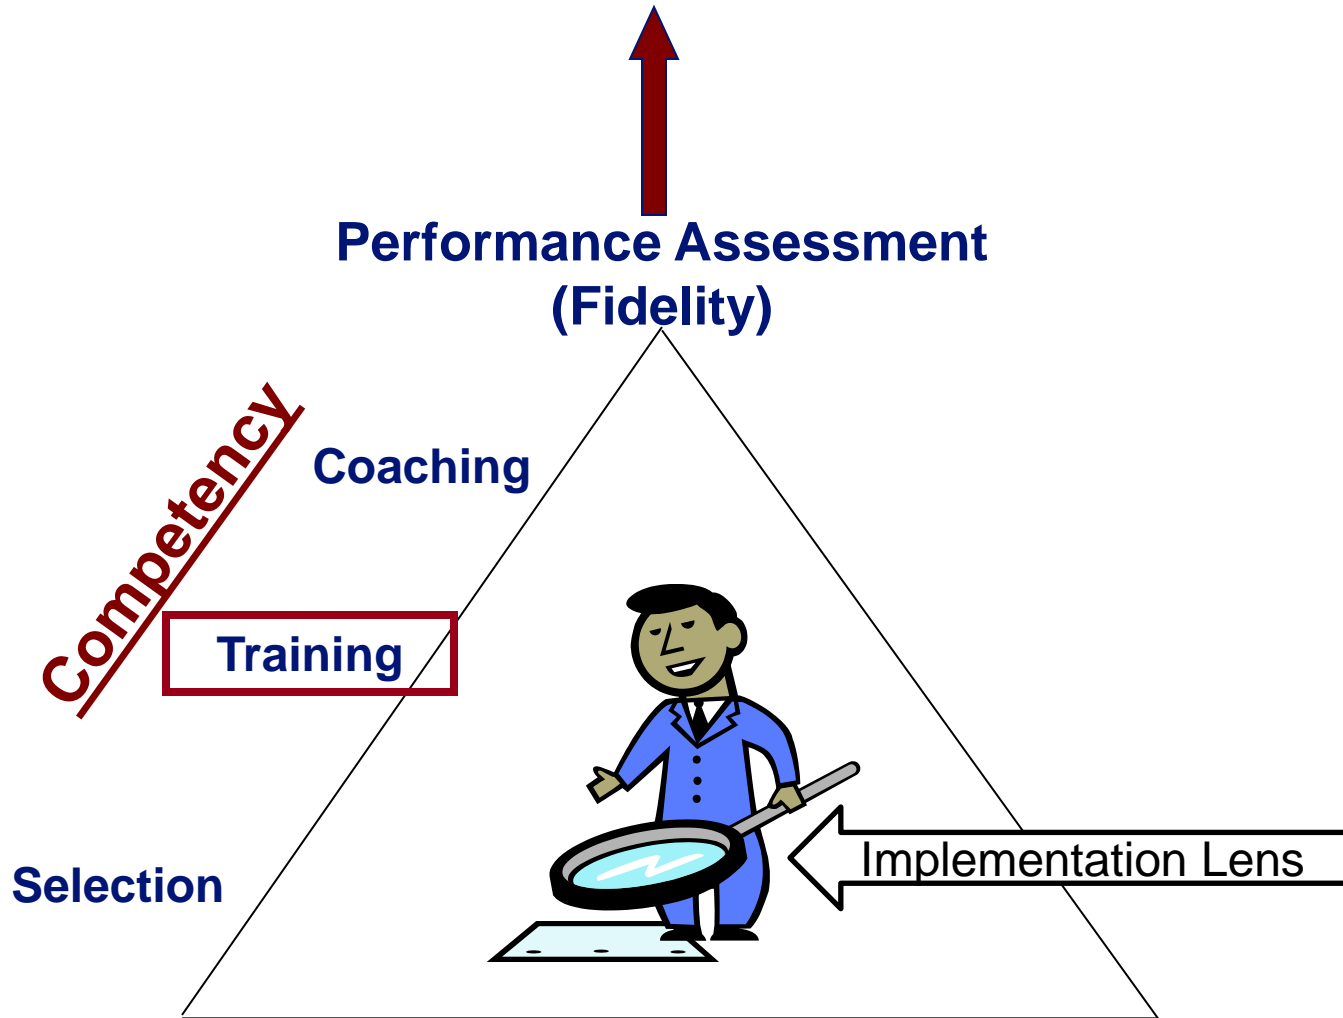 Performance Assessment
(Fidelity)
Competency
Coaching
Training
Implementation Lens
Selection